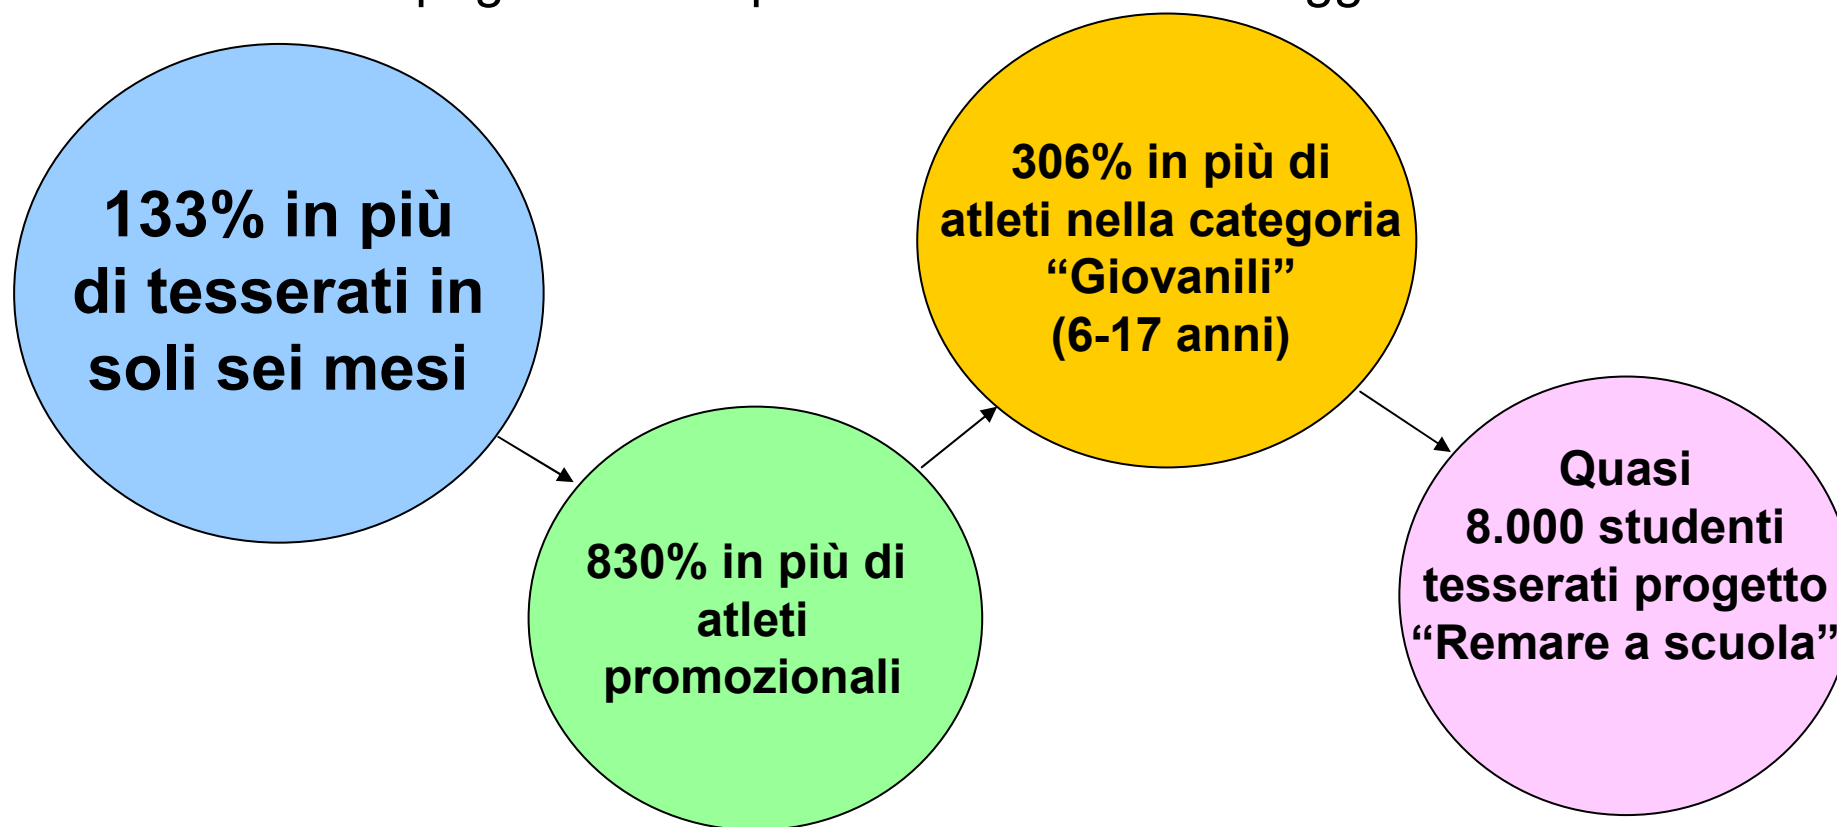 133% in più
di tesserati in
soli sei mesi
830% in più di
atleti
promozionali
306% in più di
atleti nella categoria
“Giovanili”
(6-17 anni)
Quasi
8.000 studenti
tesserati progetto
“Remare a scuola”